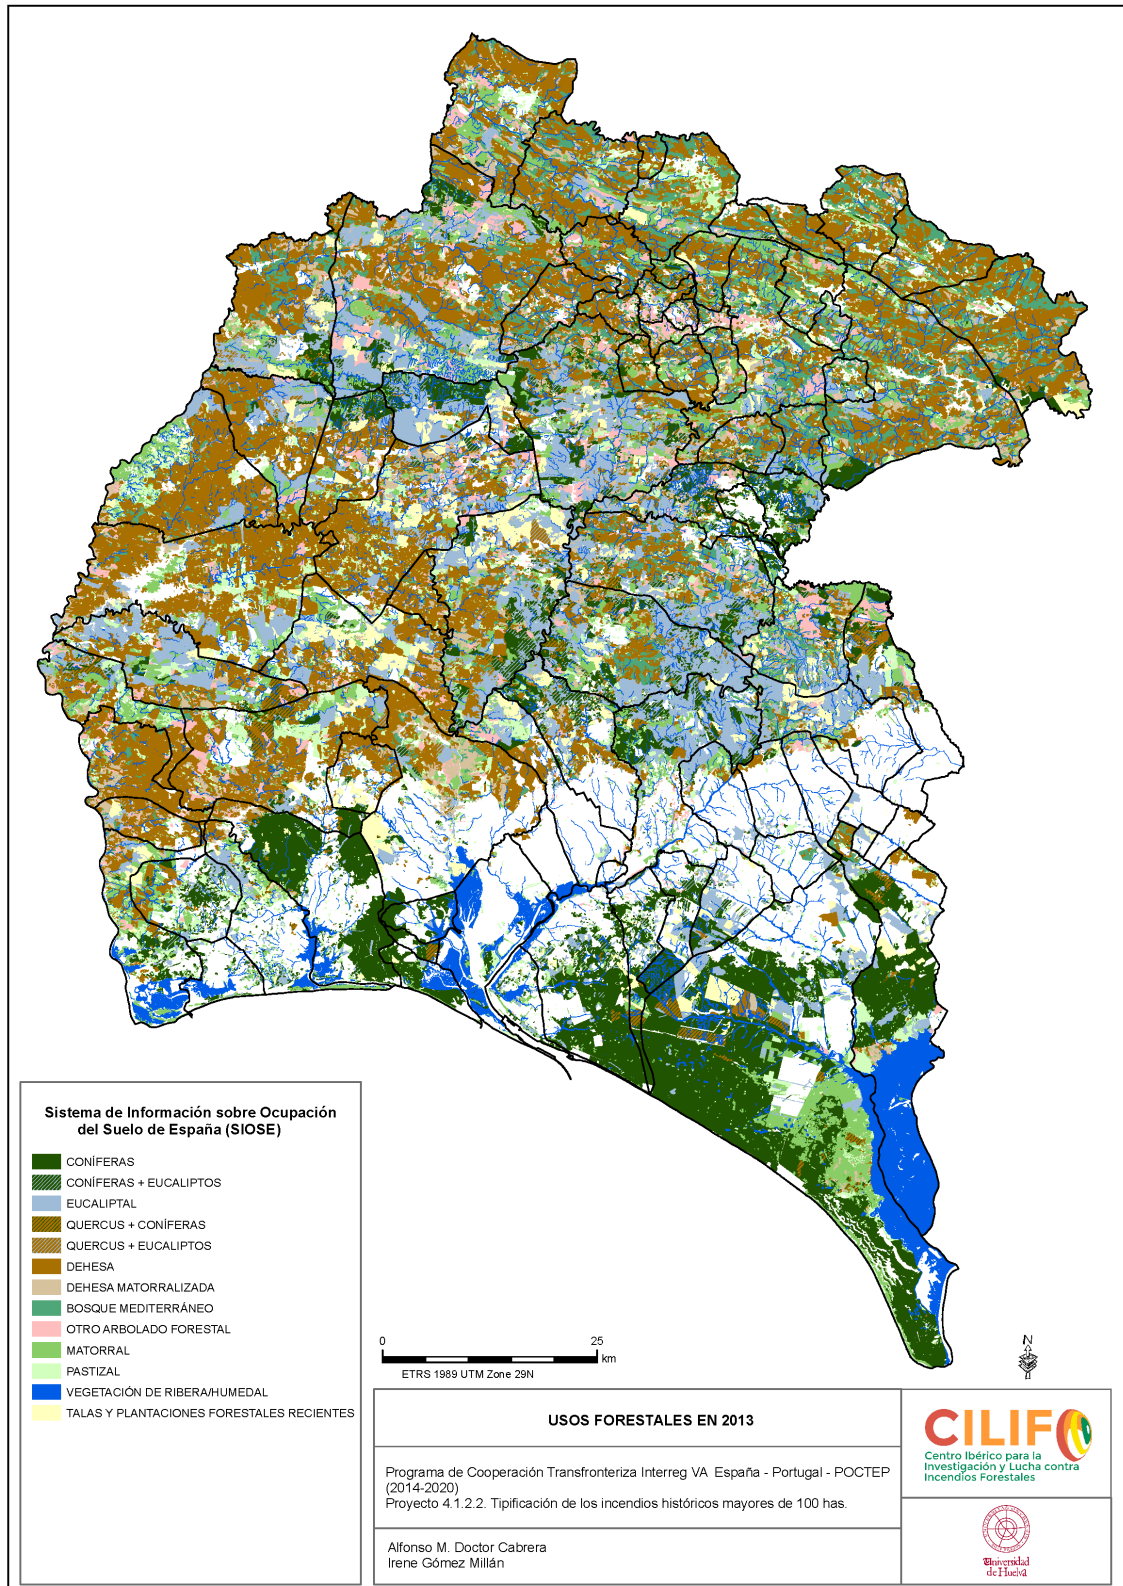 Sistema de Información sobre Ocupación
del Suelo de España (SIOSE)
CONÍFERAS
CONÍFERAS + EUCALIPTOS
EUCALIPTAL
QUERCUS + CONÍFERAS
QUERCUS + EUCALIPTOS
DEHESA
DEHESA MATORRALIZADA
BOSQUE MEDITERRÁNEO
OTRO ARBOLADO FORESTAL
MATORRAL
PASTIZAL
VEGETACIÓN DE RIBERA/HUMEDAL
TALAS Y PLANTACIONES FORESTALES RECIENTES
0 25
km
ETRS 1989 UTM Zone 29N
N
USOS FORESTALES EN 2013
Programa de Cooperación Transfronteriza Interreg VA España - Portugal - POCTEP
(2014-2020)
Proyecto 4.1.2.2. Tipificación de los incendios históricos mayores de 100 has.
Alfonso M. Doctor Cabrera
Irene Gómez Millán
CILIFO
Centro Ibérico para la
Investigación y Lucha contra
Incendios Forestales
Universidad
de Huelva